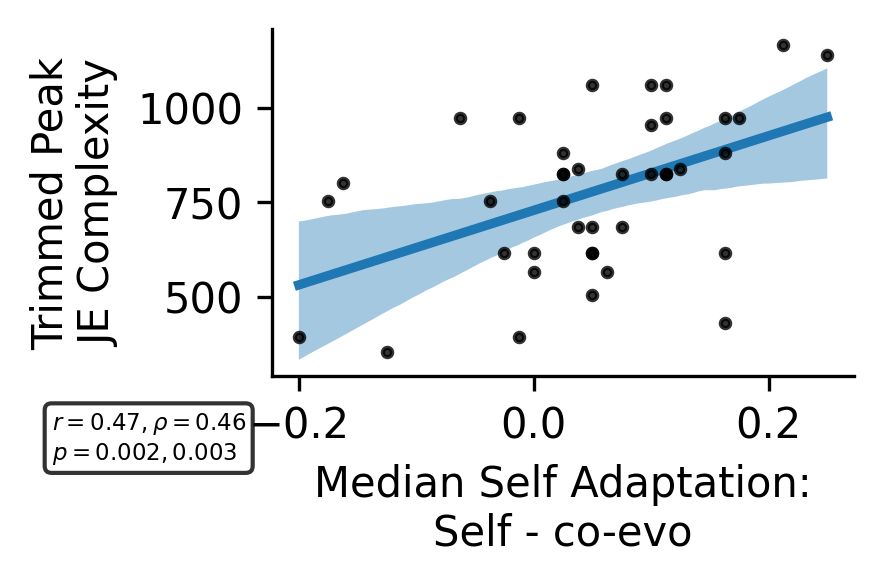 Trimmed Peak
JE Complexity
1000
750
500
−0.2
0.0
0.2
r = 0.47, ρ = 0.46
p = 0.002, 0.003
Median Self Adaptation:
Self - co-evo